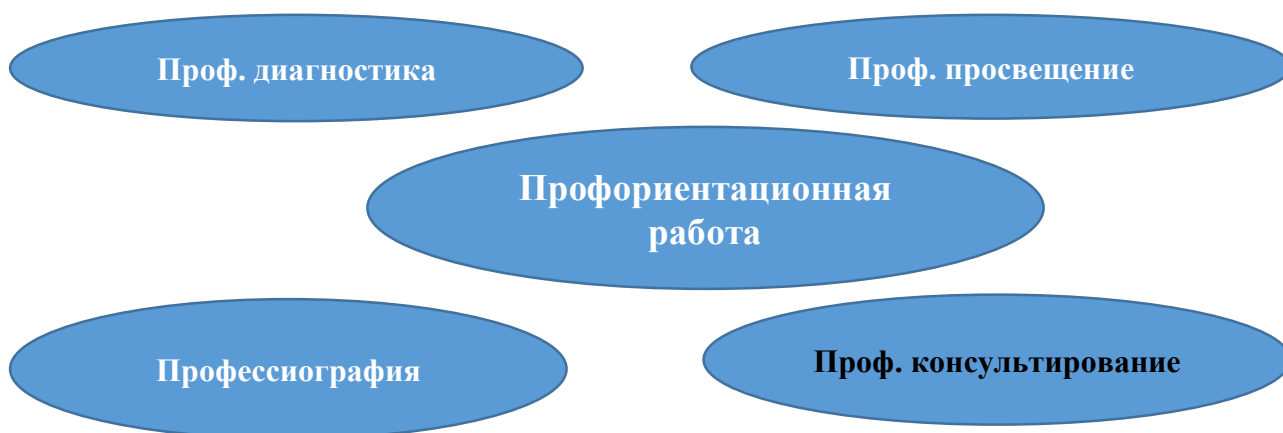 Проф. диагностика
Проф. просвещение
Профориентационная
работа
Профессиография
Проф. консультирование